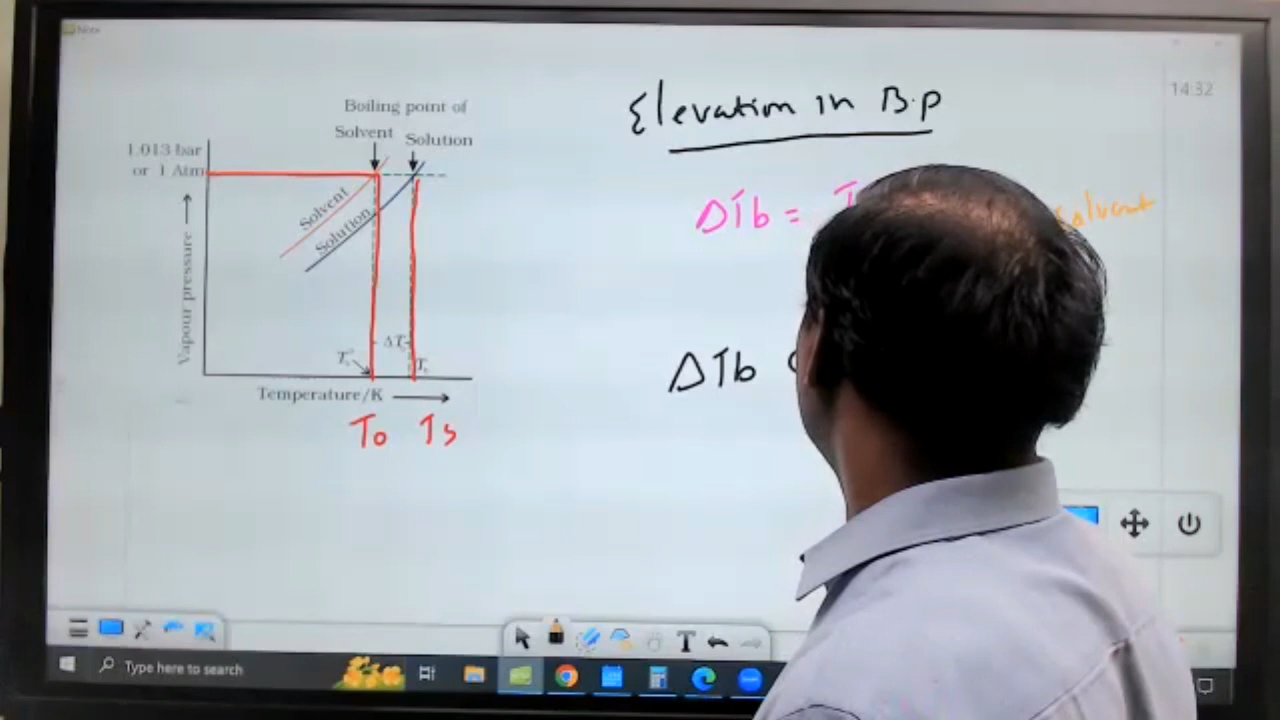 Note
14:32
Elevation in B.p
Boiling point of
Solvent
Solution
1.013 bar
or 1 Atm
Solvent
Solution
Vapour pressure
ΔTb =
Solvent
ΔTb
Temperature/K
To Ts
T
Type here to search